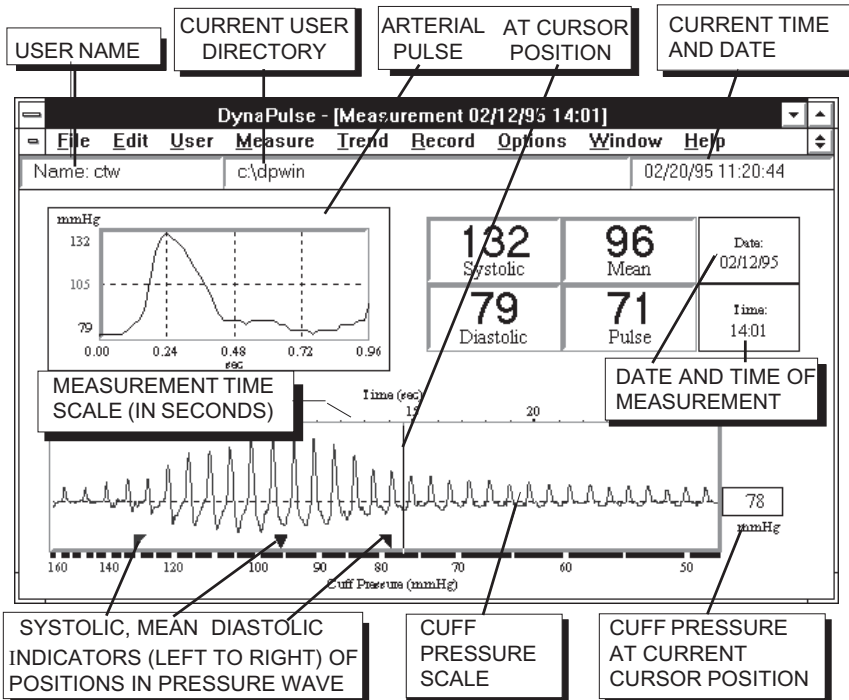 USER NAME
CURRENT USER
DIRECTORY
ARTERIAL
PULSE
AT CURSOR
POSITION
CURRENT TIME
AND DATE
DynaPulse - [Measurement 02/12/95 14:01]
File Edit User Measure Trend Record Options Window Help
Name: ctw
c:\dpwin
02/20/95 11:20:44
mmHg
132
105
79
0.00 0.24 0.48 0.72 0.96
sec
132
Systolic
96
Mean
Date:
02/12/95
79
Diastolic
71
Pulse
Time:
14:01
MEASUREMENT TIME
SCALE (IN SECONDS)
DATE AND TIME OF
MEASUREMENT
Time (sec)
15 20
78
mmHg
160 140 120 100 90 80 70 60 50
Cuff Pressure (mmHg)
SYSTOLIC, MEAN DIASTOLIC
INDICATORS (LEFT TO RIGHT) OF
POSITIONS IN PRESSURE WAVE
CUFF
PRESSURE
SCALE
CUFF PRESSURE
AT CURRENT
CURSOR POSITION